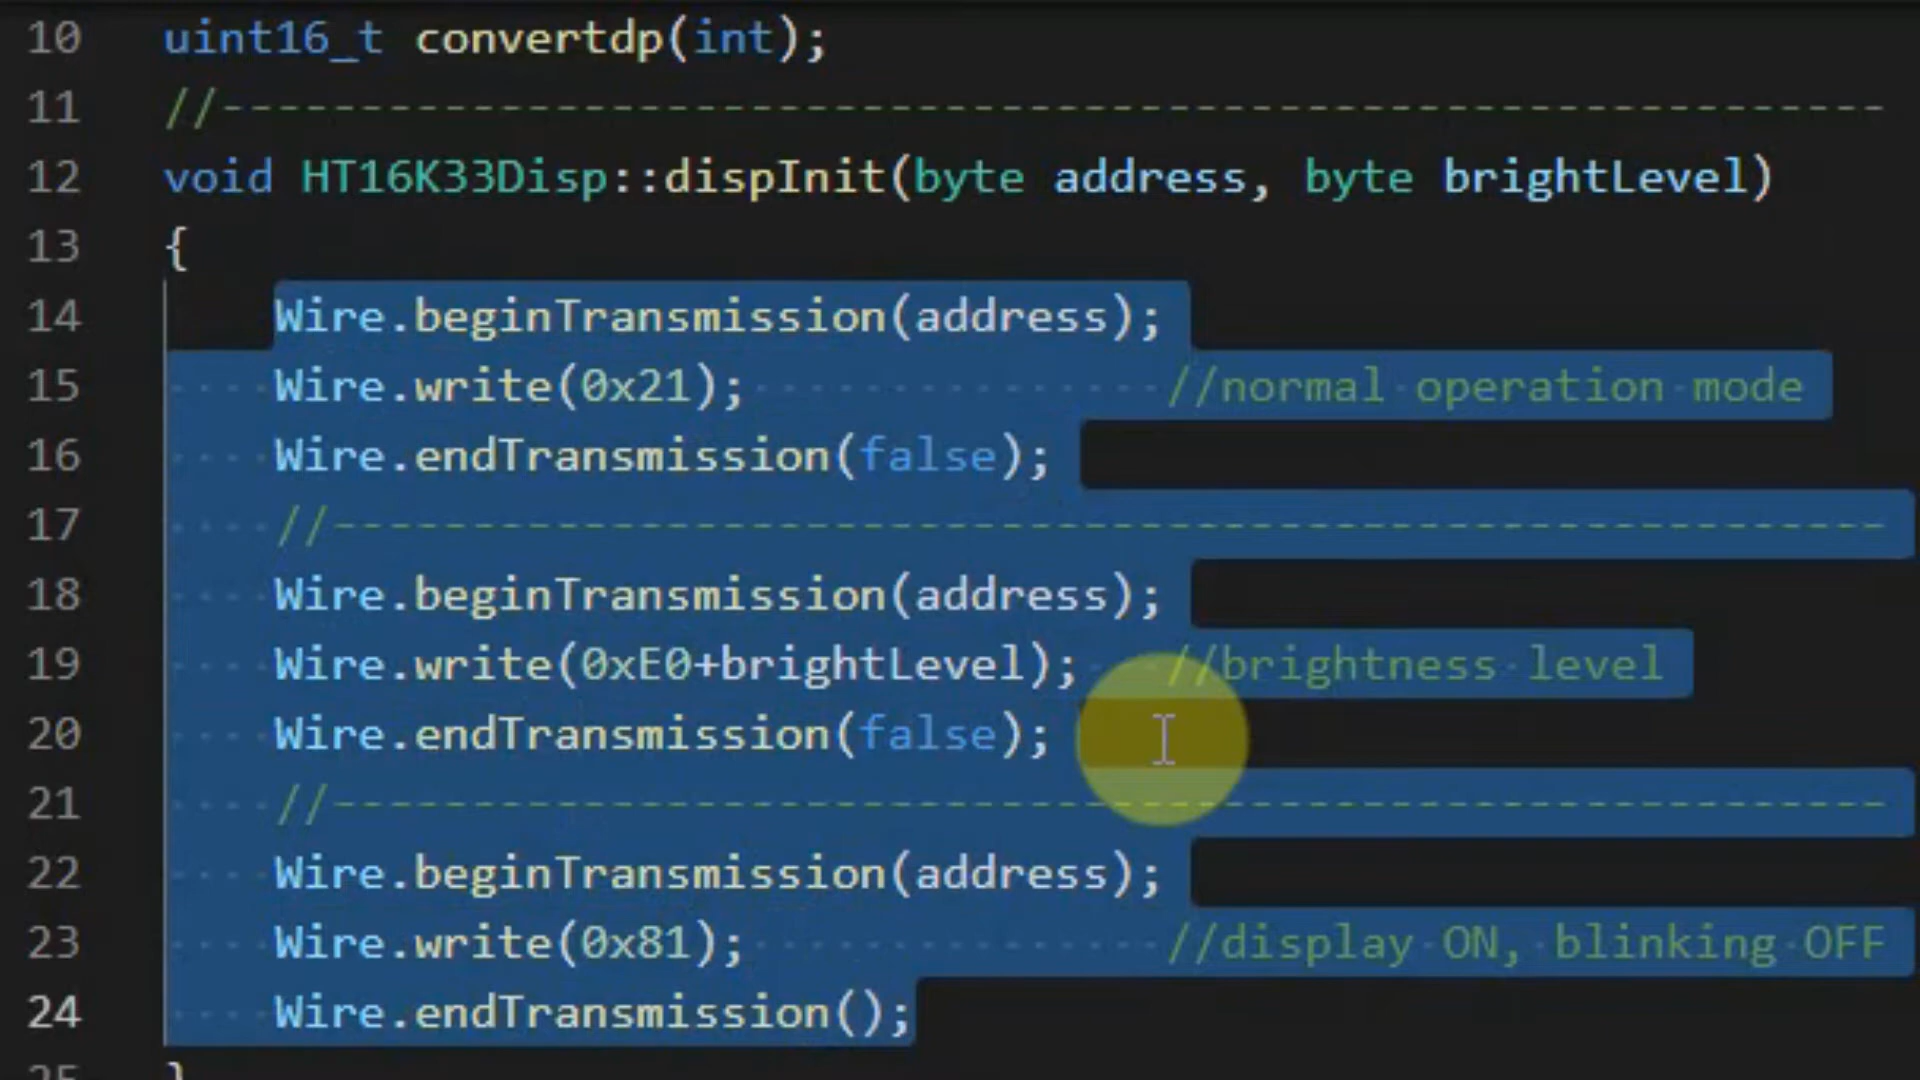 10 uint16_t convertdp(int);
11 //------------------------------------------------------------
12 void HT16K33Disp::dispInit(byte address, byte brightLevel)
13 {
14 Wire.beginTransmission(address);
15 Wire.write(0x21); //normal operation mode
16 Wire.endTransmission(false);
17 //--------------------------------------------------------
18 Wire.beginTransmission(address);
19 Wire.write(0xE0+brightLevel); //brightness level
20 Wire.endTransmission(false);
21 //--------------------------------------------------------
22 Wire.beginTransmission(address);
23 Wire.write(0x81); //display ON, blinking OFF
24 Wire.endTransmission();
25 }